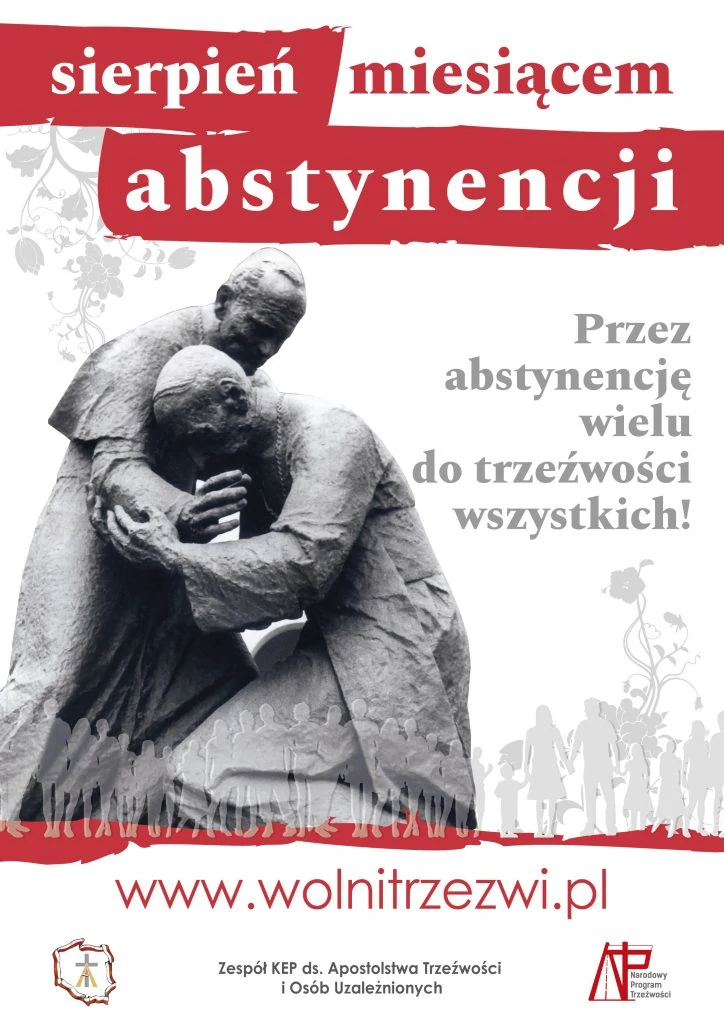 sierpień miesiącem
abstynencji
Przez
abstynencję
wielu
do trzeźwości
wszystkich!
www.wolnitrzezwi.pl
Zespół KEP ds. Apostolstwa Trzeźwości
i Osób Uzależnionych
NP
Narodowy
Program
Trzeźwości